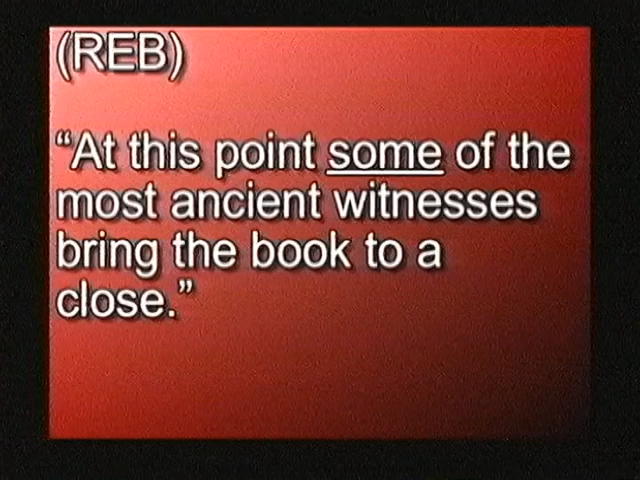 (REB)
“At this point some of the
most ancient witnesses
bring the book to a
close.”